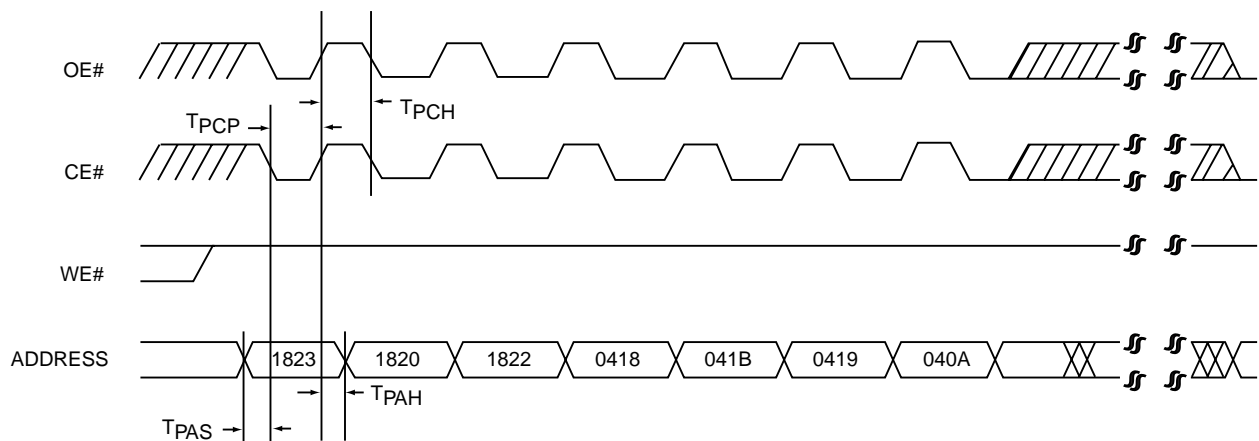 OE#
TPCH
TPCP
CE#
WE#
ADDRESS 1823 1820 1822 0418 041B 0419 040A
TPAH
TPAS